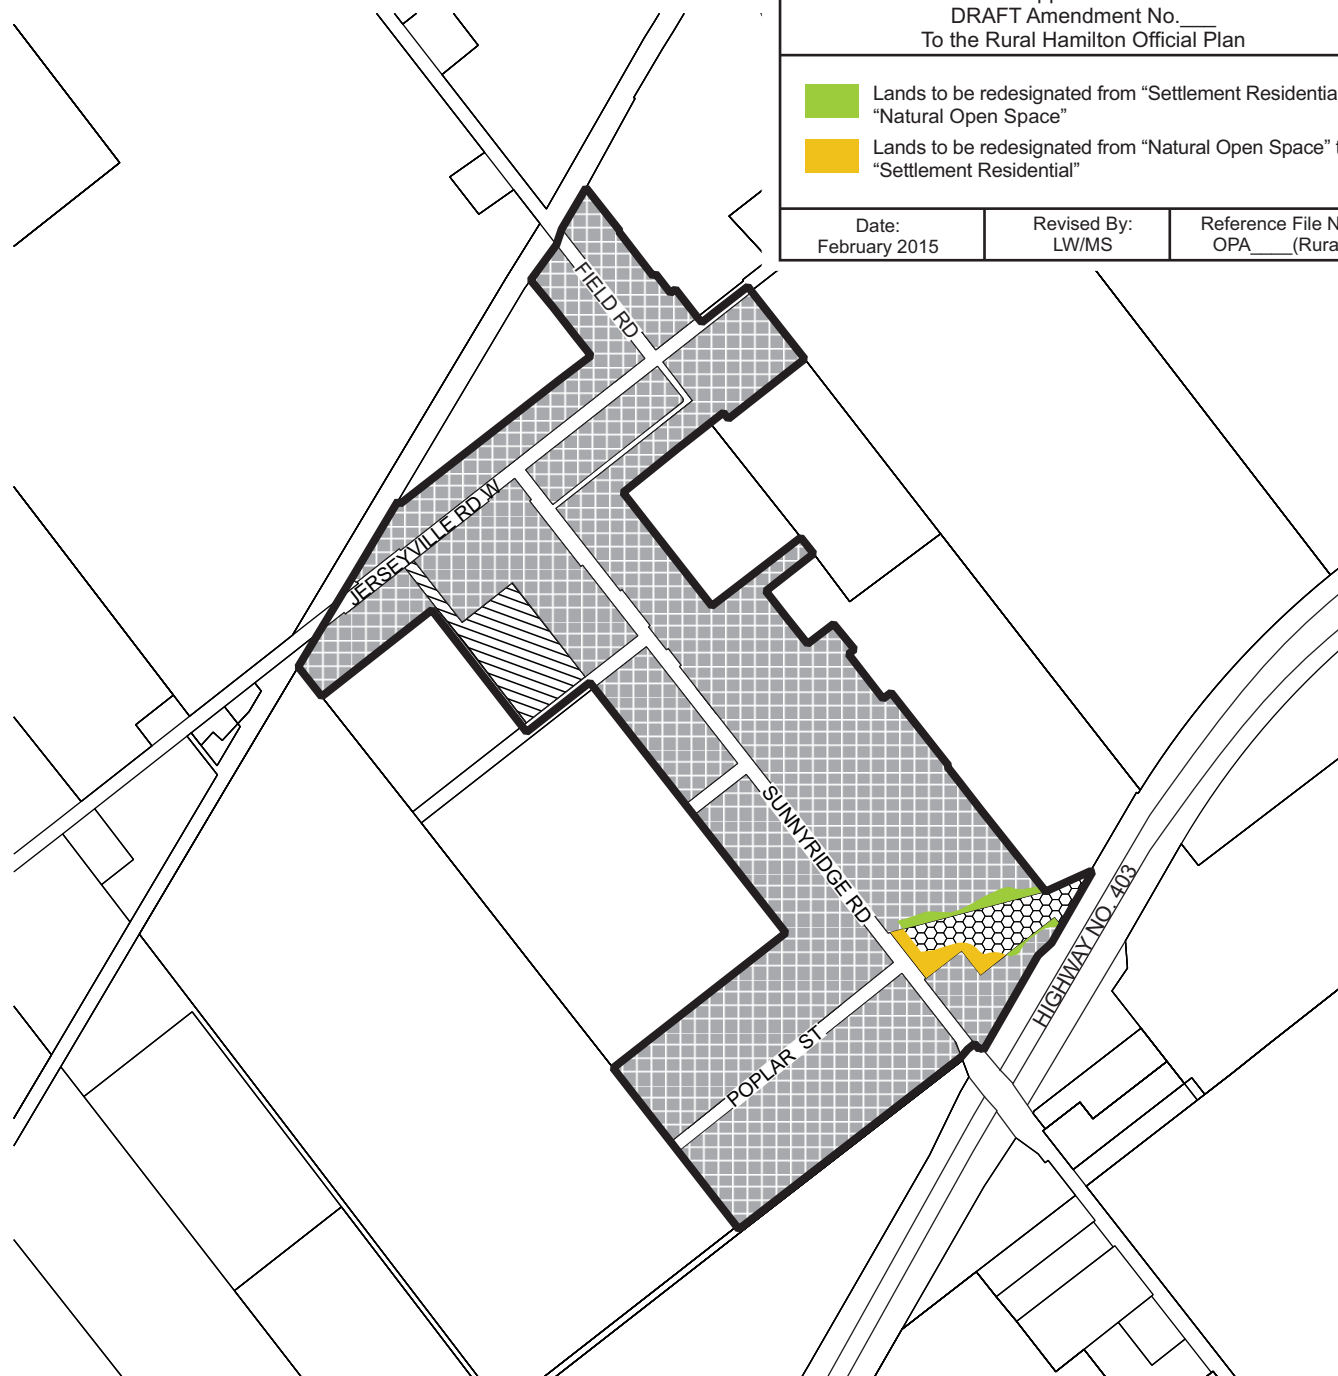 DRAFT Amendment No.___
To the Rural Hamilton Official Plan
Lands to be redesignated from “Settlement
“Natural Open Space”
Lands to be redesignated from “Natural Open Space”
“Settlement Residential”
Date:
February 2015
Revised By:
LW/MS
Reference File
OPA____
FIELD RD
JERSEYVILLE RD W
SUNNYRIDGE RD
HIGHWAY NO. 403
POPLAR ST